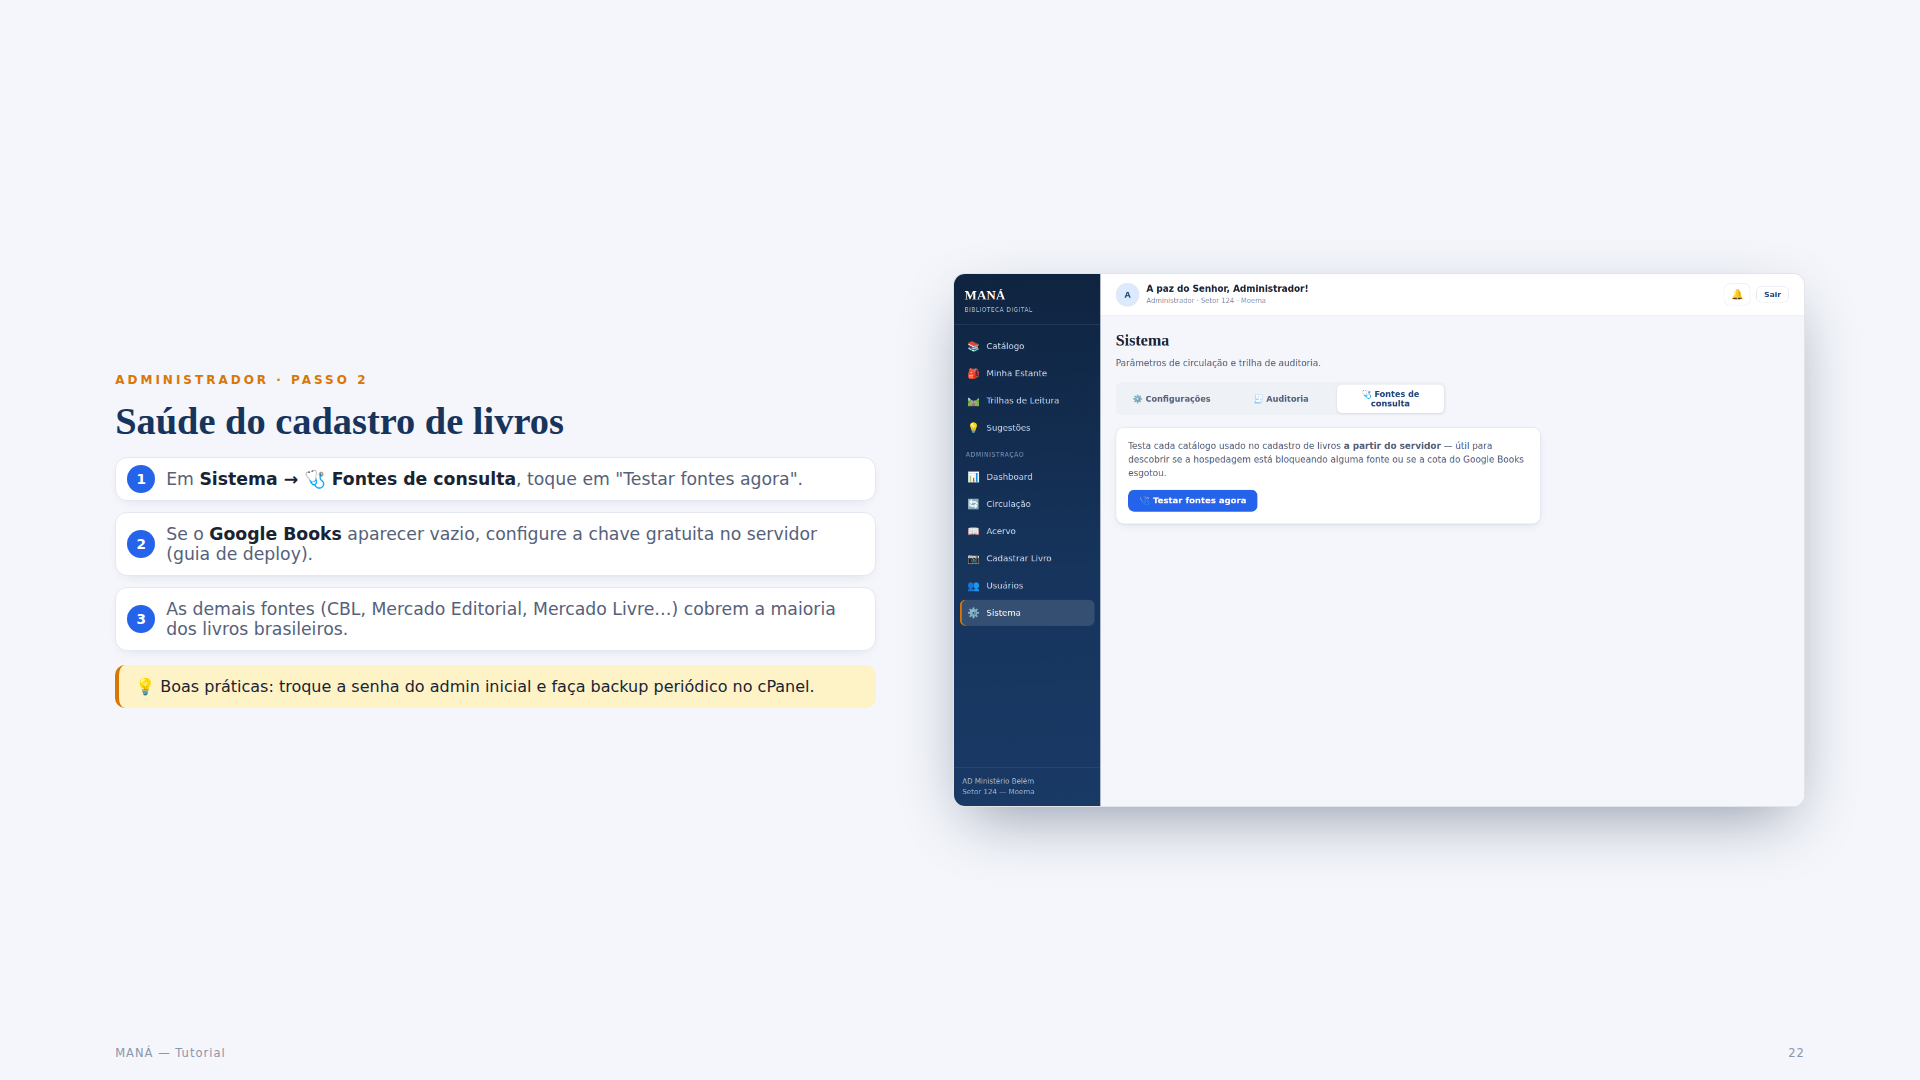 ADMINISTRADOR · PASSO 2
Saúde do cadastro de livros
1 Em Sistema → 🩺 Fontes de consulta, toque em "Testar fontes agora".
2 Se o Google Books aparecer vazio, configure a chave gratuita no servidor
(guia de deploy).
3 As demais fontes (CBL, Mercado Editorial, Mercado Livre…) cobrem a maioria
dos livros brasileiros.
💡 Boas práticas: troque a senha do admin inicial e faça backup periódico no cPanel.
MANÁ
BIBLIOTECA DIGITAL
📚 Catálogo
🎒 Minha Estante
🛤️ Trilhas de Leitura
💡 Sugestões
ADMINISTRAÇÃO
📊 Dashboard
🔄 Circulação
📖 Acervo
📷 Cadastrar Livro
👥 Usuários
⚙️ Sistema
AD Ministério Belém
Setor 124 — Moema
A
A paz do Senhor, Administrador!
Administrador · Setor 124 · Moema
🔔 Sair
Sistema
Parâmetros de circulação e trilha de auditoria.
⚙️ Configurações
🧾 Auditoria
🩺 Fontes de
consulta
Testa cada catálogo usado no cadastro de livros a partir do servidor — útil para
descobrir se a hospedagem está bloqueando alguma fonte ou se a cota do Google Books
esgotou.
🩺 Testar fontes agora
MANÁ — Tutorial
22